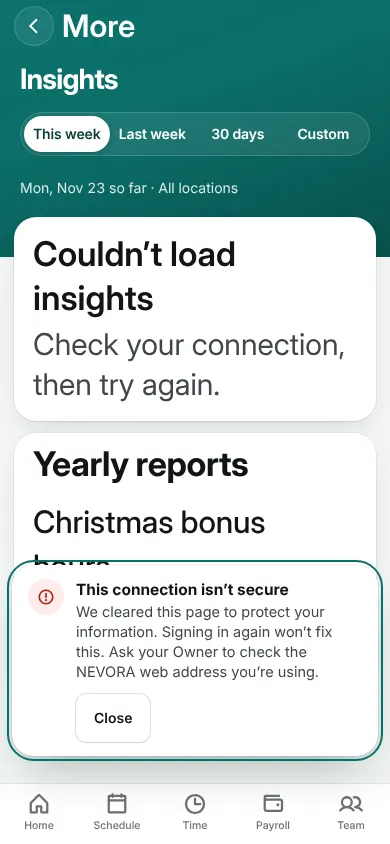 More
Insights
This week
Last week
30 days
Custom
Mon, Nov 23 so far · All locations
Couldn’t load
insights
Check your connection,
then try again.
Yearly reports
Christmas bonus
hours
This connection isn’t secure
We cleared this page to protect your
information. Signing in again won’t fix
this. Ask your Owner to check the
NEVORA web address you’re using.
Close
Home
Schedule
Time
Payroll
Team